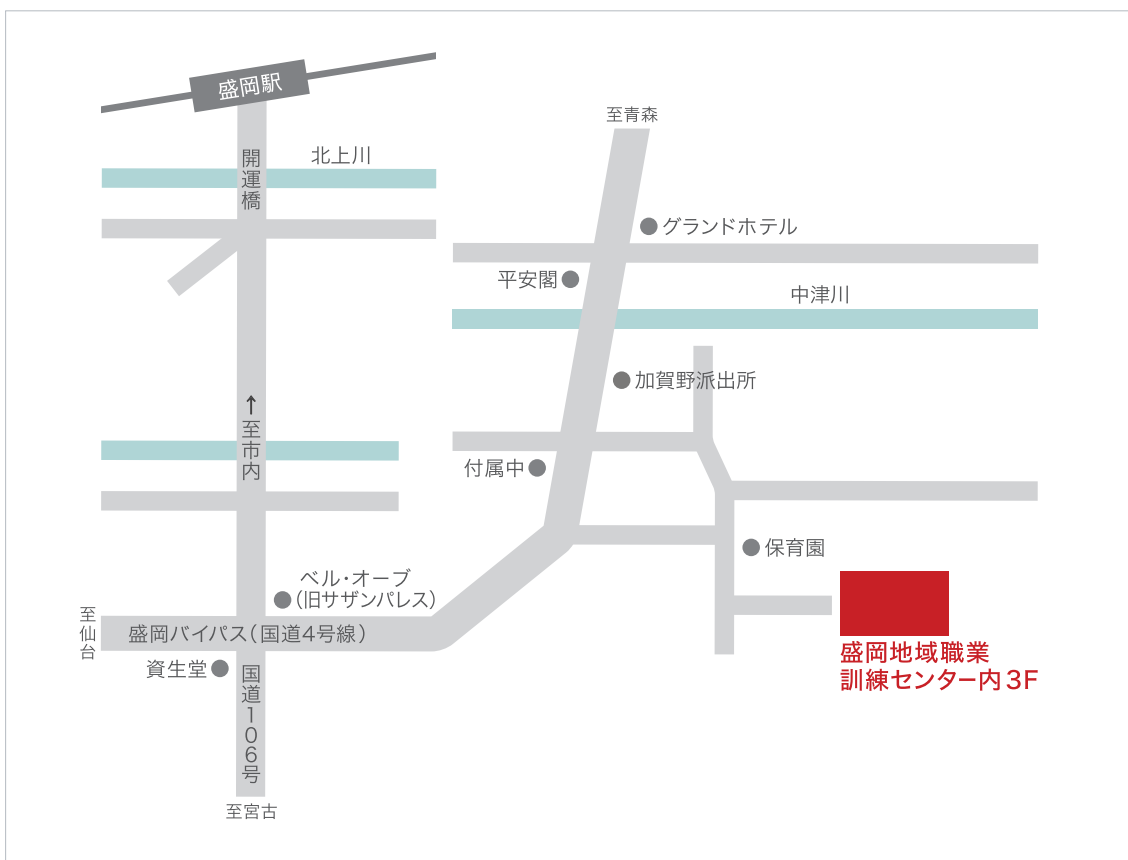 盛岡駅
開運橋
北上川
至青森
グランドホテル
平安閣
中津川
加賀野派出所
↑至市内
付属中
保育園
ベル・オーブ
(旧サザンパレス)
至仙台
盛岡バイパス(国道4号線)
資生堂
国道106号
至宮古
盛岡地域職業
訓練センター内3F